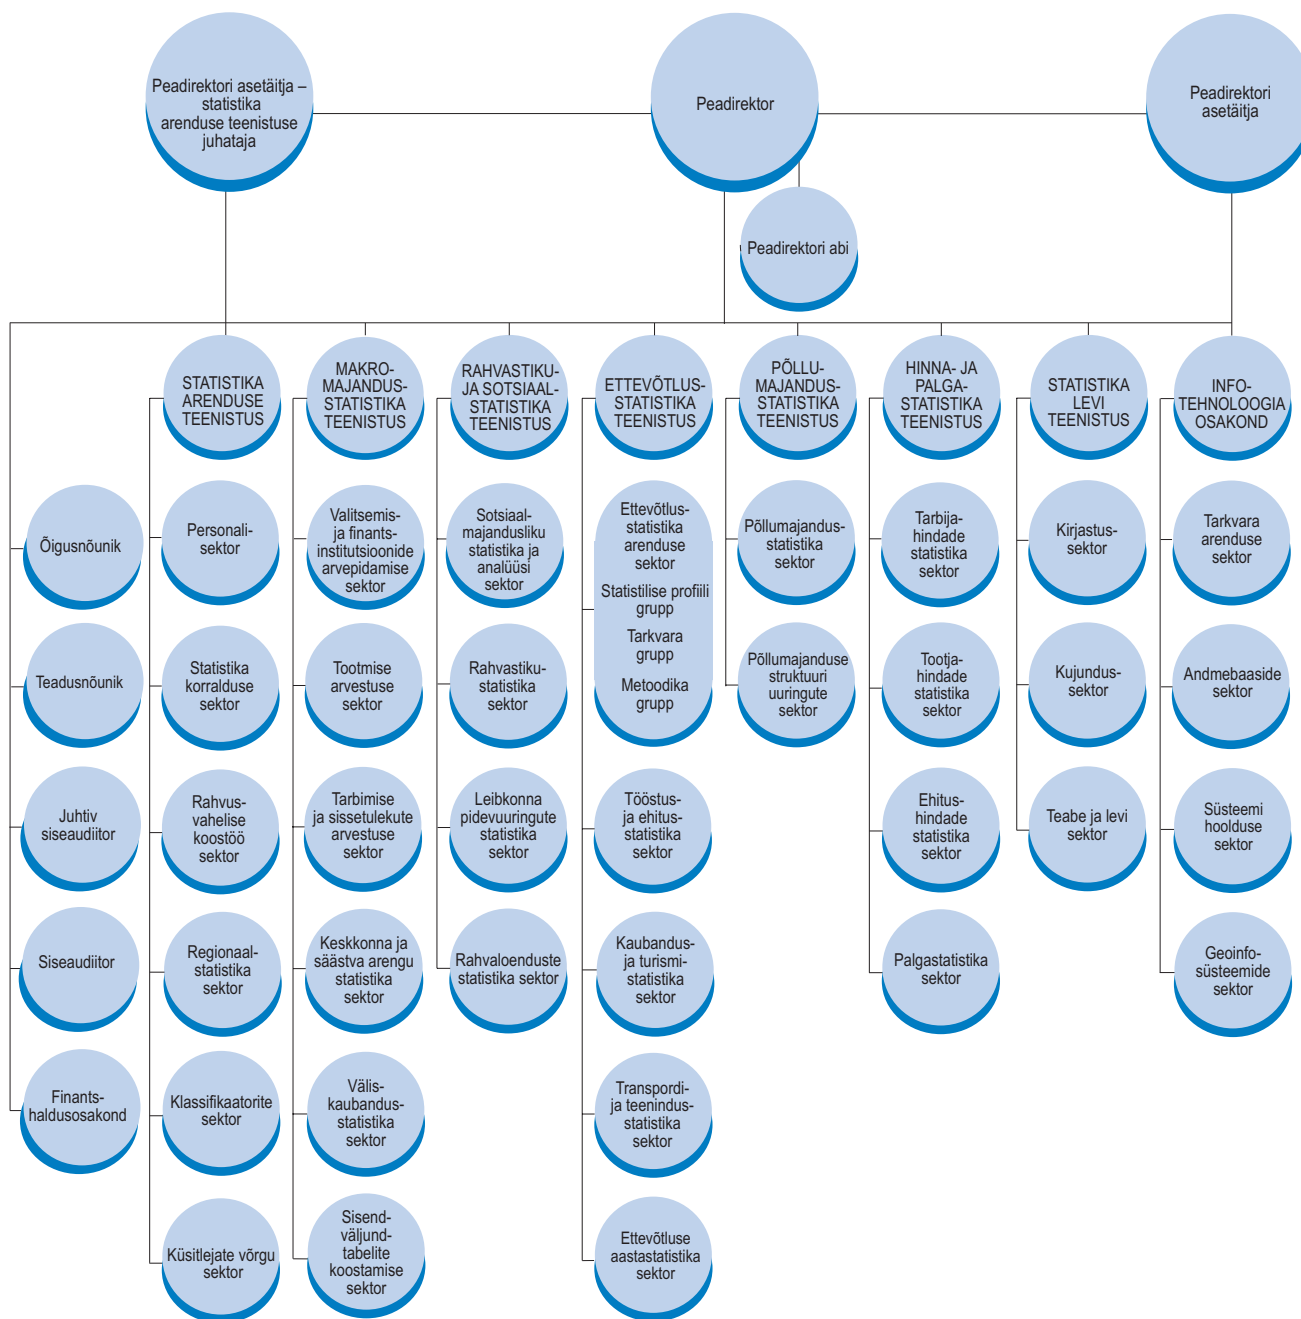 Peadirektori asetäitja –
statistika
arenduse teenistuse
juhataja
Peadirektor
Peadirektori
asetäitja
Peadirektori abi
STATISTIKA
ARENDUSE
TEENISTUS
MAKRO-
MAJANDUS-
STATISTIKA
TEENISTUS
RAHVASTIKU-
JA SOTSIAAL-
STATISTIKA
TEENISTUS
ETTEVÕTLUS-
STATISTIKA
TEENISTUS
PÕLLU-
MAJANDUS-
STATISTIKA
TEENISTUS
HINNA- JA
PALGA-
STATISTIKA
TEENISTUS
STATISTIKA
LEVI
TEENISTUS
INFO-
TEHNOLOOGIA
OSAKOND
Õigusnõunik
Teadusnõunik
Juhtiv
siseaudiitor
Siseaudiitor
Finants-
haldusosakond
Personali-
sektor
Statistika
korralduse
sektor
Rahvus-
vahelise
koostöö
sektor
Regionaal-
statistika
sektor
Klassifikaatorite
sektor
Küsitlejate võrgu
sektor
Valitsemis-
ja finants-
institutsioonide
arvepidamise
sektor
Tootmise
arvestuse
sektor
Tarbimise
ja sissetulekute
arvestuse
sektor
Keskkonna ja
säästva arengu
statistika
sektor
Välis-
kaubandus-
statistika
sektor
Sisend-
väljund-
tabelite
koostamise
sektor
Sotsiaal-
majandusliku
statistika ja
analüüsi
sektor
Rahvastiku-
statistika
sektor
Leibkonna
pidevuuringute
statistika
sektor
Rahvaloenduste
statistika sektor
Ettevõtlus-
statistika
arenduse
sektor
Statistilise profiili
grupp
Tarkvara
grupp
Metoodika
grupp
Tööstus-
ja ehitus-
statistika
sektor
Kaubandus-
ja turismi-
statistika
sektor
Transpordi-
ja teenindus-
statistika
sektor
Ettevõtluse
aastastatistika
sektor
Põllumajandus-
statistika
sektor
Põllumajanduse
struktuuri
uuringute
sektor
Tarbija-
hindade
statistika
sektor
Tootja-
hindade
statistika
sektor
Ehitus-
hindade
statistika
sektor
Palgastatistika
sektor
Kirjastus-
sektor
Kujundus-
sektor
Teabe ja levi
sektor
Tarkvara
arenduse
sektor
Andmebaaside
sektor
Süsteemi
hoolduse
sektor
Geoinfo-
süsteemide
sektor